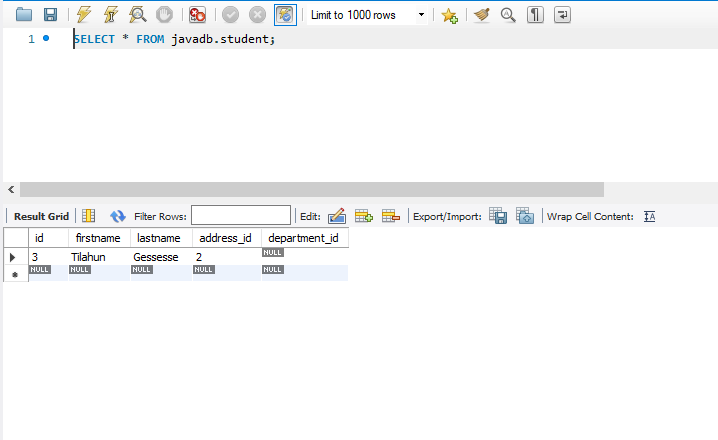 Limit to 1000 rows
1 SELECT * FROM javadb.student;
Result Grid Filter Rows: Edit: Export/Import: Wrap Cell Content: IA
id firstname lastname address_id department_id
3 Tilahun Gessesse 2 NULL
NULL NULL NULL NULL NULL